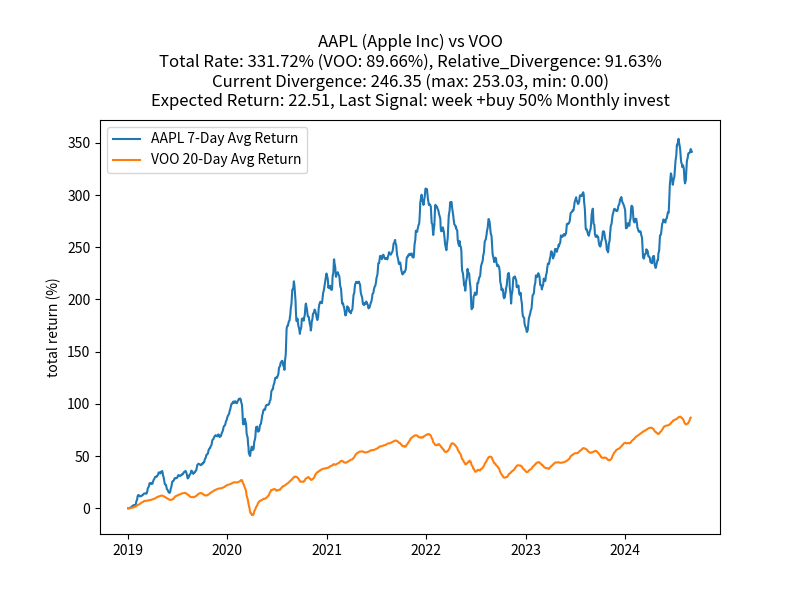 AAPL (Apple Inc) vs VOO
Total Rate: 331.72% (VOO: 89.66%), Relative_Divergence: 91.63%
Current Divergence: 246.35 (max: 253.03, min: 0.00)
Expected Return: 22.51, Last Signal: week +buy 50% Monthly invest
AAPL 7-Day Avg Return
VOO 20-Day Avg Return
total return (%)
350
300
250
200
150
100
50
0
2019 2020 2021 2022 2023 2024